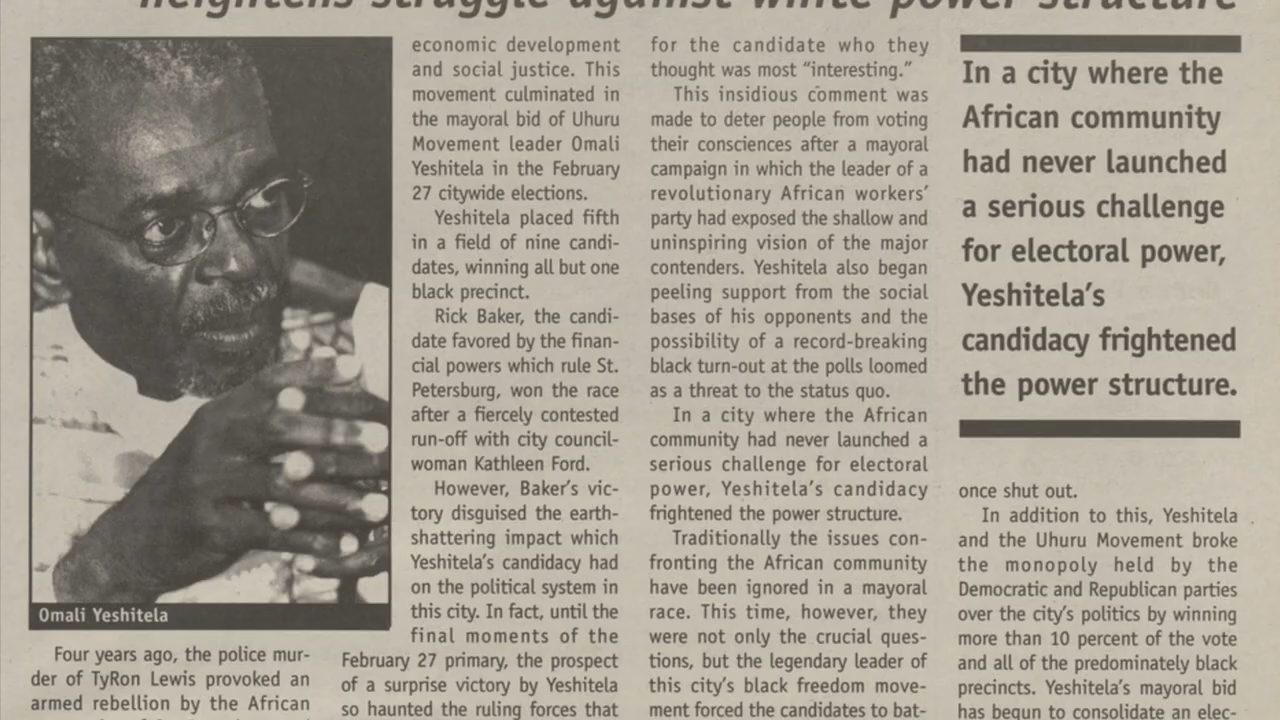 heightens struggle against white power structure
Omali Yeshitela
Four years ago, the police mur-
der of TyRon Lewis provoked an
armed rebellion by the African
economic development
and social justice. This
movement culminated in
the mayoral bid of Uhuru
Movement leader Omali
Yeshitela in the February
27 citywide elections.
Yeshitela placed fifth
in a field of nine candi-
dates, winning all but one
black precinct.
Rick Baker, the candi-
date favored by the finan-
cial powers which rule St.
Petersburg, won the race
after a fiercely contested
run-off with city council-
woman Kathleen Ford.
However, Baker's vic-
tory disguised the earth-
shattering impact which
Yeshitela's candidacy had
on the political system in
this city. In fact, until the
final moments of the
February 27 primary, the prospect
of a surprise victory by Yeshitela
so haunted the ruling forces that
for the candidate who they
thought was most “interesting.”
This insidious comment was
made to deter people from voting
their consciences after a mayoral
campaign in which the leader of a
revolutionary African workers'
party had exposed the shallow and
uninspiring vision of the major
contenders. Yeshitela also began
peeling support from the social
bases of his opponents and the
possibility of a record-breaking
black turn-out at the polls loomed
as a threat to the status quo.
In a city where the African
community had never launched a
serious challenge for electoral
power, Yeshitela's candidacy
frightened the power structure.
Traditionally the issues con-
fronting the African community
have been ignored in a mayoral
race. This time, however, they
were not only the crucial ques-
tions, but the legendary leader of
this city's black freedom move-
ment forced the candidates to bat-
In a city where the
African community
had never launched
a serious challenge
for electoral power,
Yeshitela's
candidacy frightened
the power structure.
once shut out.
In addition to this, Yeshitela
and the Uhuru Movement broke
the monopoly held by the
Democratic and Republican parties
over the city's politics by winning
more than 10 percent of the vote
and all of the predominately black
precincts. Yeshitela's mayoral bid
has begun to consolidate an elec-